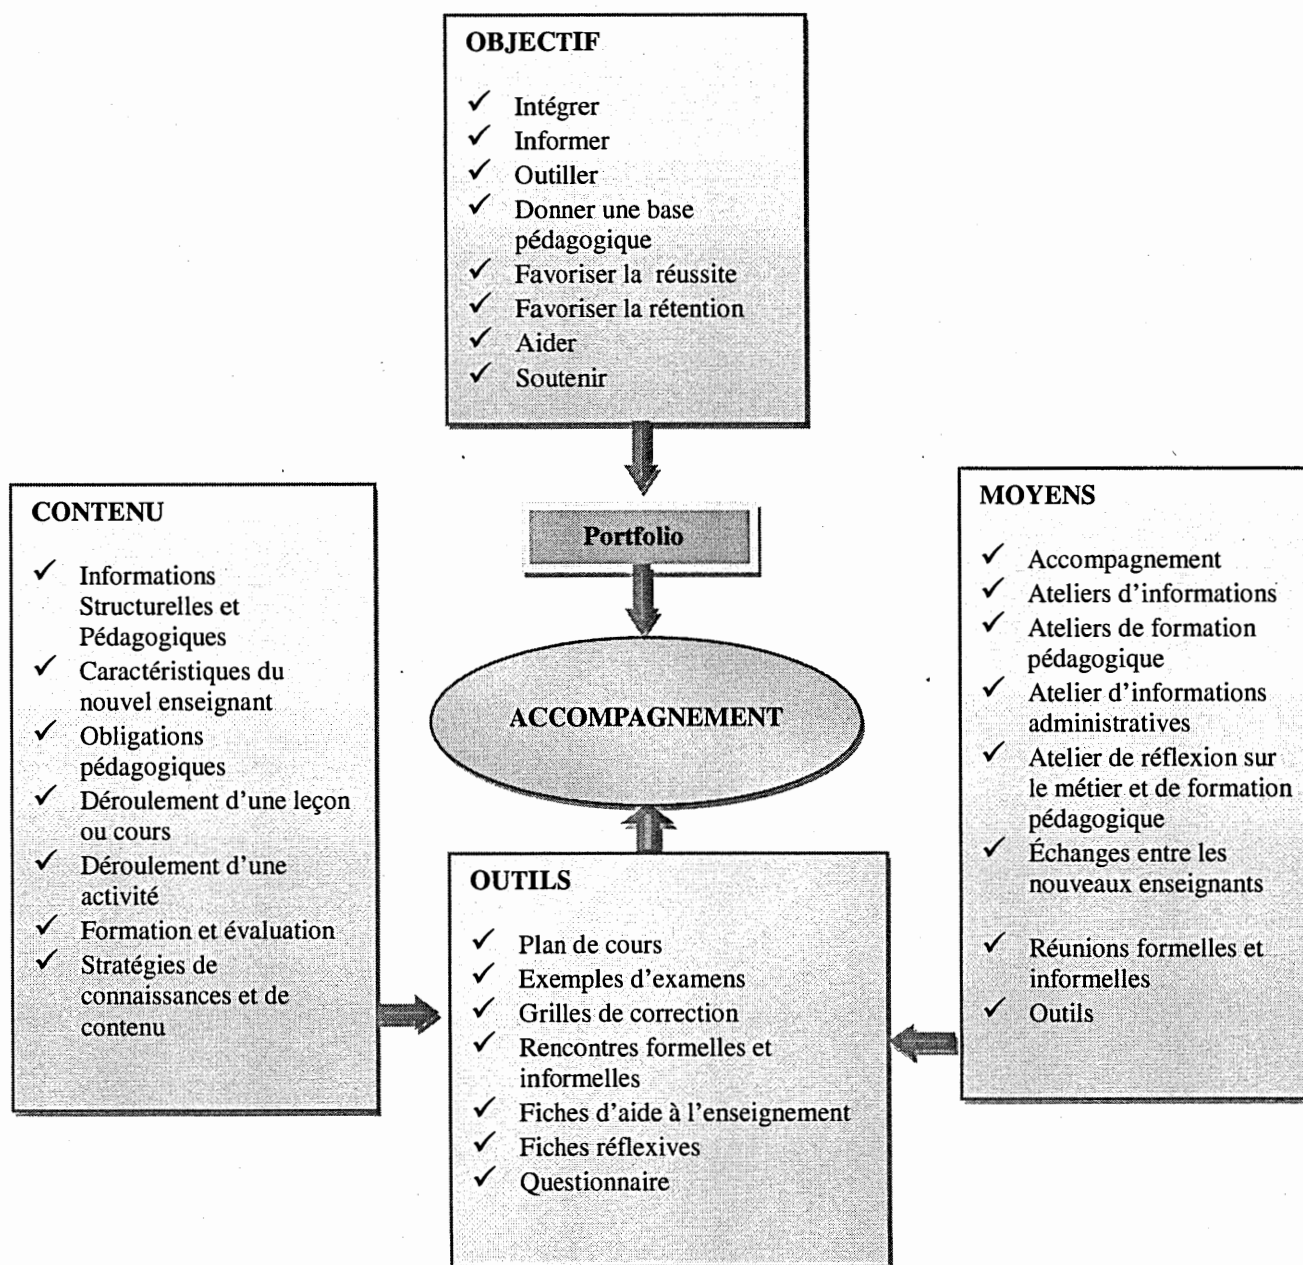 OBJECTIF
✓ Intégrer
✓ Informer
✓ Outiller
✓ Donner une base
pédagogique
✓ Favoriser la réussite
✓ Favoriser la rétention
✓ Aider
✓ Soutenir
Portfolio
ACCOMPAGNEMENT
CONTENU
✓ Informations
Structurelles et
Pédagogiques
✓ Caractéristiques du
nouvel enseignant
✓ Obligations
pédagogiques
✓ Déroulement d'une leçon
ou cours
✓ Déroulement d'une
activité
✓ Formation et évaluation
✓ Stratégies de
connaissances et de
contenu
OUTILS
✓ Plan de cours
✓ Exemples d'examens
✓ Grilles de correction
✓ Rencontres formelles et
informelles
✓ Fiches d'aide à l'enseignement
✓ Fiches réflexives
✓ Questionnaire
MOYENS
✓ Accompagnement
✓ Ateliers d'informations
✓ Ateliers de formation
pédagogique
✓ Atelier d'informations
administratives
✓ Atelier de réflexion sur
le métier et de formation
pédagogique
✓ Échanges entre les
nouveaux enseignants
✓ Réunions formelles et
informelles
✓ Outils